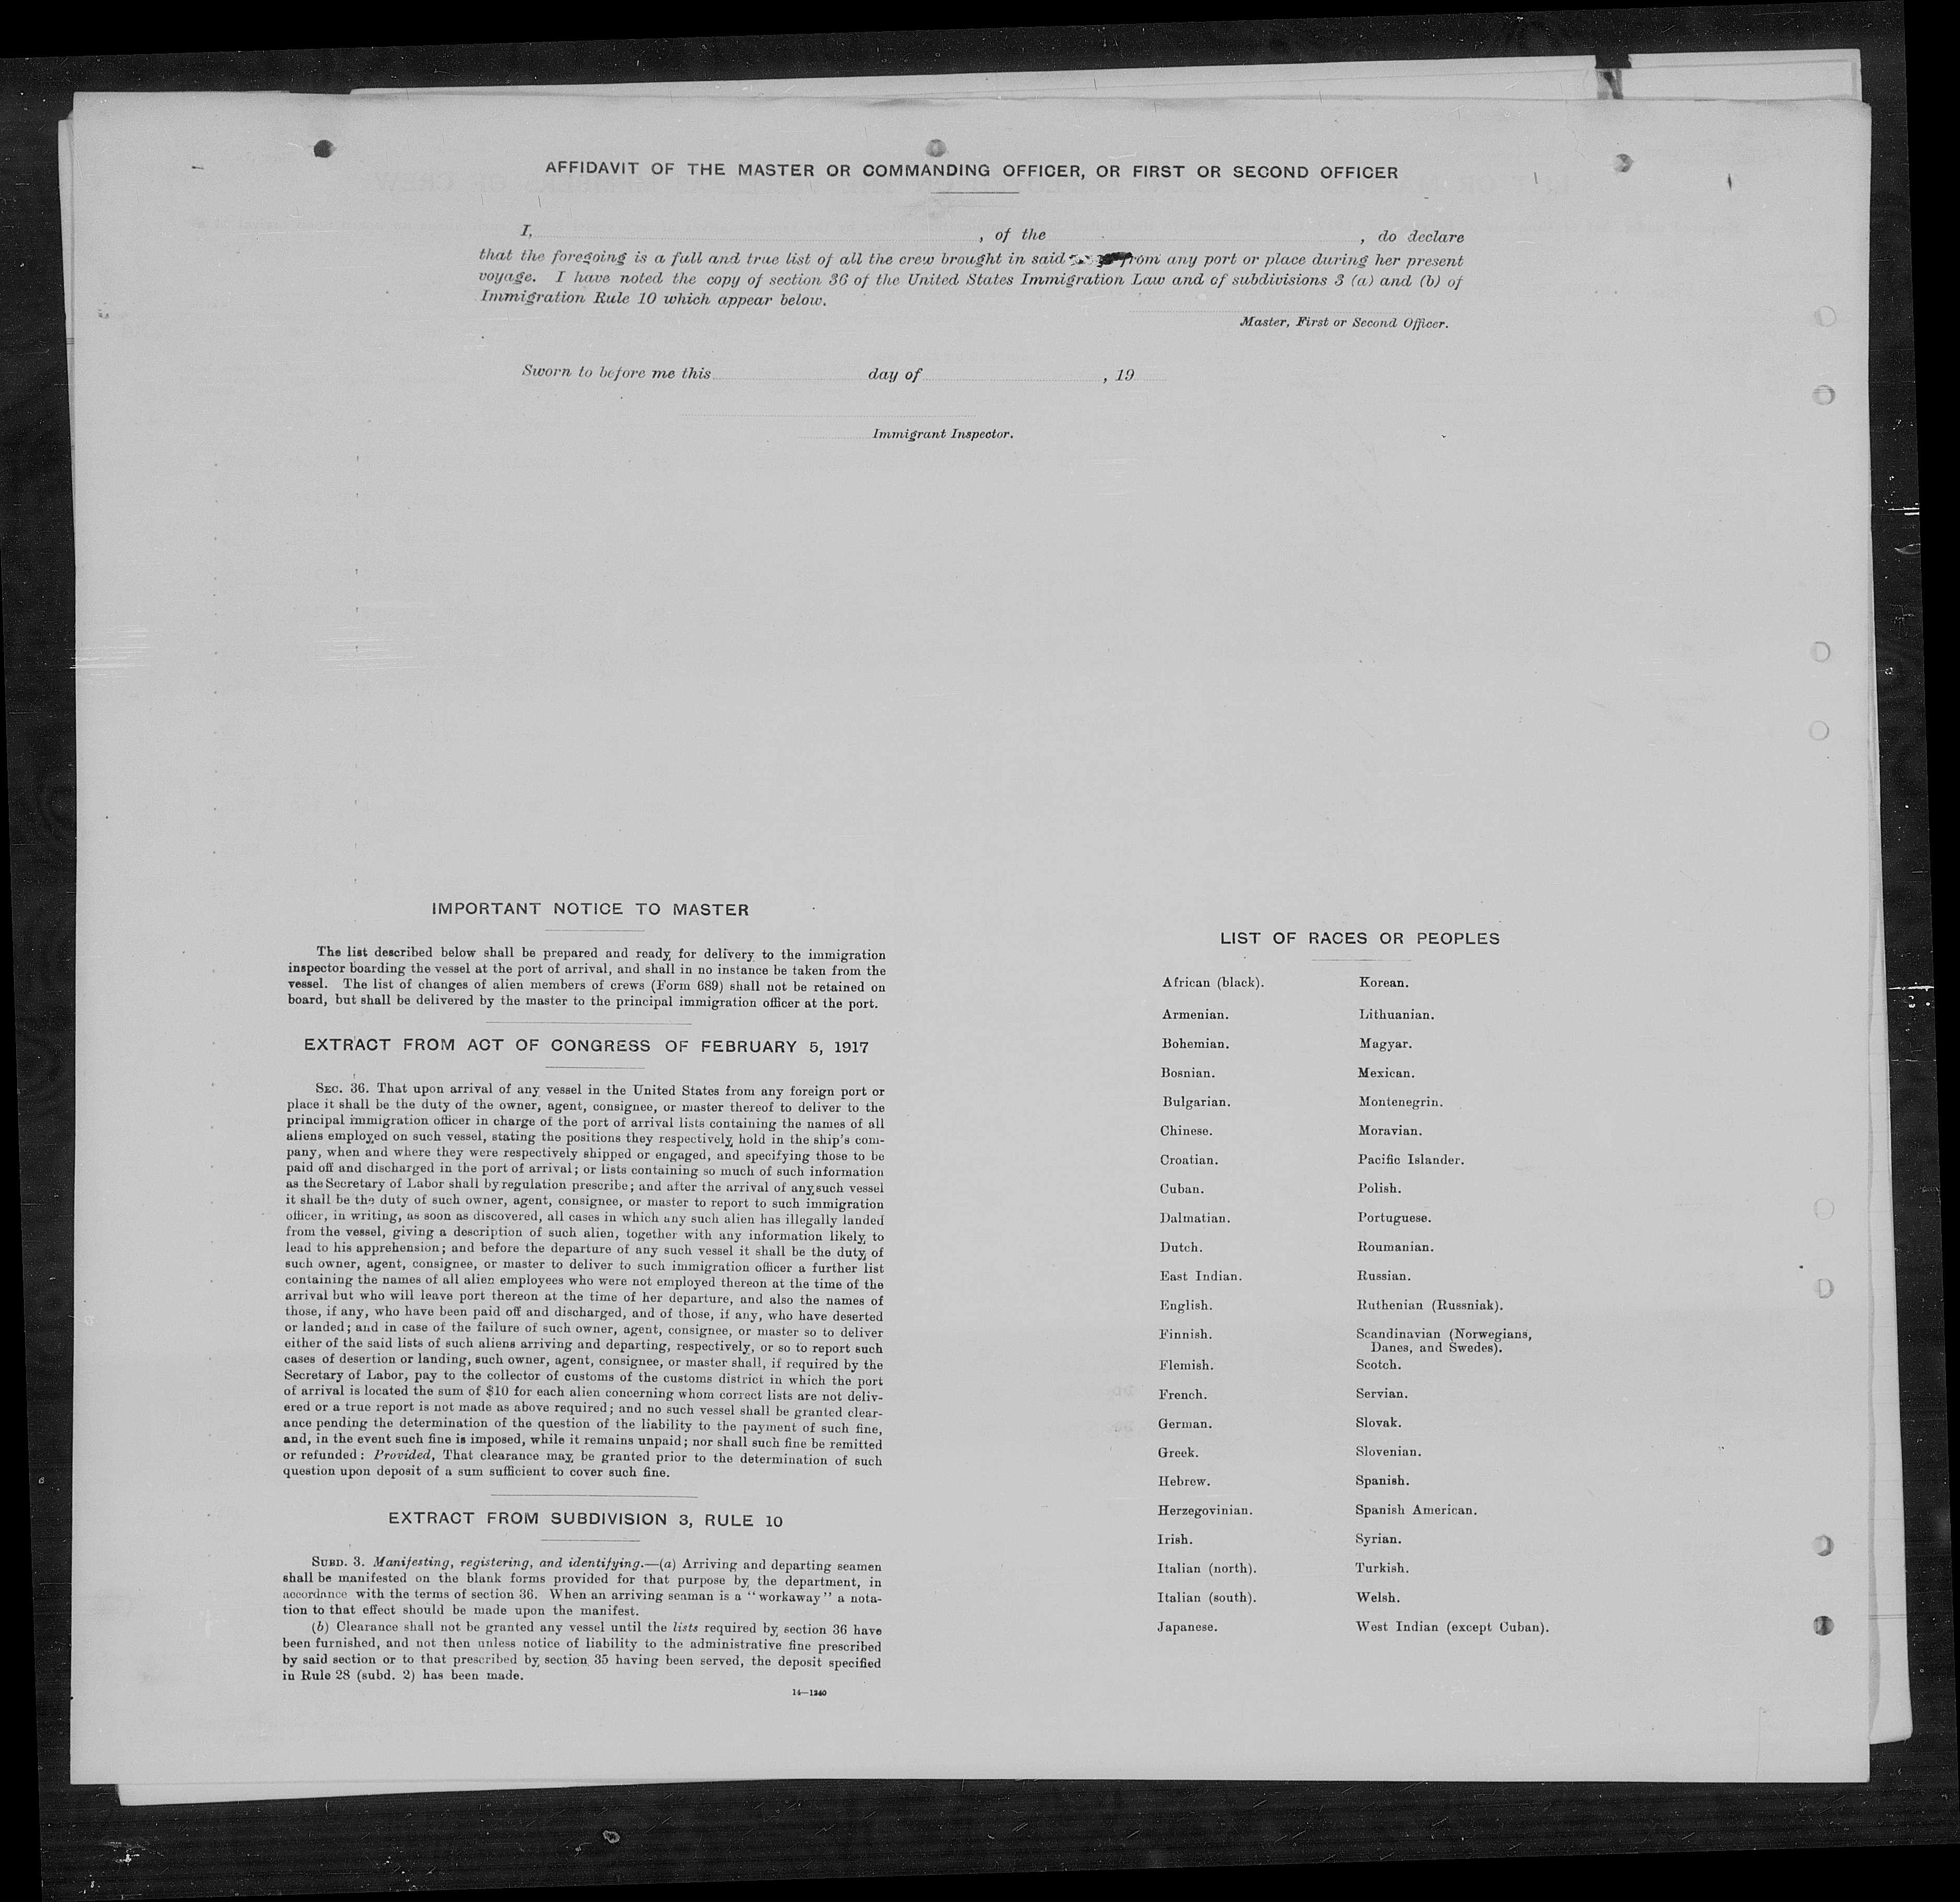 AFFIDAVIT OF THE MASTER OR COMMANDING OFFICER, OR FIRST OR SECOND OFFICER
I, , of the , do declare
that the foregoing is a full and true list of all the crew brought in said from any port or place during her present
voyage. I have noted the copy of section 36 of the United States Immigration Law and of subdivisions 3 (a) and (b) of
Immigration Rule 10 which appear below.
Master, First or Second Officer.
Sworn to before me this day of , 19
Immigrant Inspector.
IMPORTANT NOTICE TO MASTER
The list described below shall be prepared and ready for delivery to the immigration
inspector boarding the vessel at the port of arrival, and shall in no instance be taken from the
vessel. The list of changes of alien members of crews (Form 689) shall not be retained on
board, but shall be delivered by the master to the principal immigration officer at the port.
EXTRACT FROM ACT OF CONGRESS OF FEBRUARY 5, 1917
SEC. 36. That upon arrival of any vessel in the United States from any foreign port or
place it shall be the duty of the owner, agent, consignee, or master thereof to deliver to the
principal immigration officer in charge of the port of arrival lists containing the names of all
aliens employed on such vessel, stating the positions they respectively hold in the ship's com-
pany, when and where they were respectively shipped or engaged, and specifying those to be
paid off and discharged in the port of arrival; or lists containing so much of such information
as the Secretary of Labor shall by regulation prescribe; and after the arrival of any such vessel
it shall be the duty of such owner, agent, consignee, or master to report to such immigration
officer, in writing, as soon as discovered, all cases in which any such alien has illegally landed
from the vessel, giving a description of such alien, together with any information likely to
lead to his apprehension; and before the departure of any such vessel it shall be the duty of
such owner, agent, consignee, or master to deliver to such immigration officer a further list
containing the names of all alien employees who were not employed thereon at the time of the
arrival but who will leave port thereon at the time of her departure, and also the names of
those, if any, who have been paid off and discharged, and of those, if any, who have deserted
or landed; and in case of the failure of such owner, agent, consignee, or master so to deliver
either of the said lists of such aliens arriving and departing, respectively, or so to report such
cases of desertion or landing, such owner, agent, consignee, or master shall, if required by the
Secretary of Labor, pay to the collector of customs of the customs district in which the port
of arrival is located the sum of $10 for each alien concerning whom correct lists are not deliv-
ered or a true report is not made as above required; and no such vessel shall be granted clear-
ance pending the determination of the question of the liability to the payment of such fine,
and, in the event such fine is imposed, while it remains unpaid; nor shall such fine be remitted
or refunded: Provided, That clearance may be granted prior to the determination of such
question upon deposit of a sum sufficient to cover such fine.
EXTRACT FROM SUBDIVISION 3, RULE 10
SUBD. 3. Manifesting, registering, and identifying.—(a) Arriving and departing seamen
shall be manifested on the blank forms provided for that purpose by the department, in
accordance with the terms of section 36. When an arriving seaman is a "workaway" a nota-
tion to that effect should be made upon the manifest.
(b) Clearance shall not be granted any vessel until the lists required by section 36 have
been furnished, and not then unless notice of liability to the administrative fine prescribed
by said section or to that prescribed by section 35 having been served, the deposit specified
in Rule 28 (subd. 2) has been made.
14—1240
LIST OF RACES OR PEOPLES
African (black). Korean.
Armenian. Lithuanian.
Bohemian. Magyar.
Bosnian. Mexican.
Bulgarian. Montenegrin.
Chinese. Moravian.
Croatian. Pacific Islander.
Cuban. Polish.
Dalmatian. Portuguese.
Dutch. Roumanian.
East Indian. Russian.
English. Ruthenian (Russniak).
Finnish. Scandinavian (Norwegians,
Danes, and Swedes).
Flemish. Scotch.
French. Servian.
German. Slovak.
Greek. Slovenian.
Hebrew. Spanish.
Herzegovinian. Spanish American.
Irish. Syrian.
Italian (north). Turkish.
Italian (south). Welsh.
Japanese. West Indian (except Cuban).